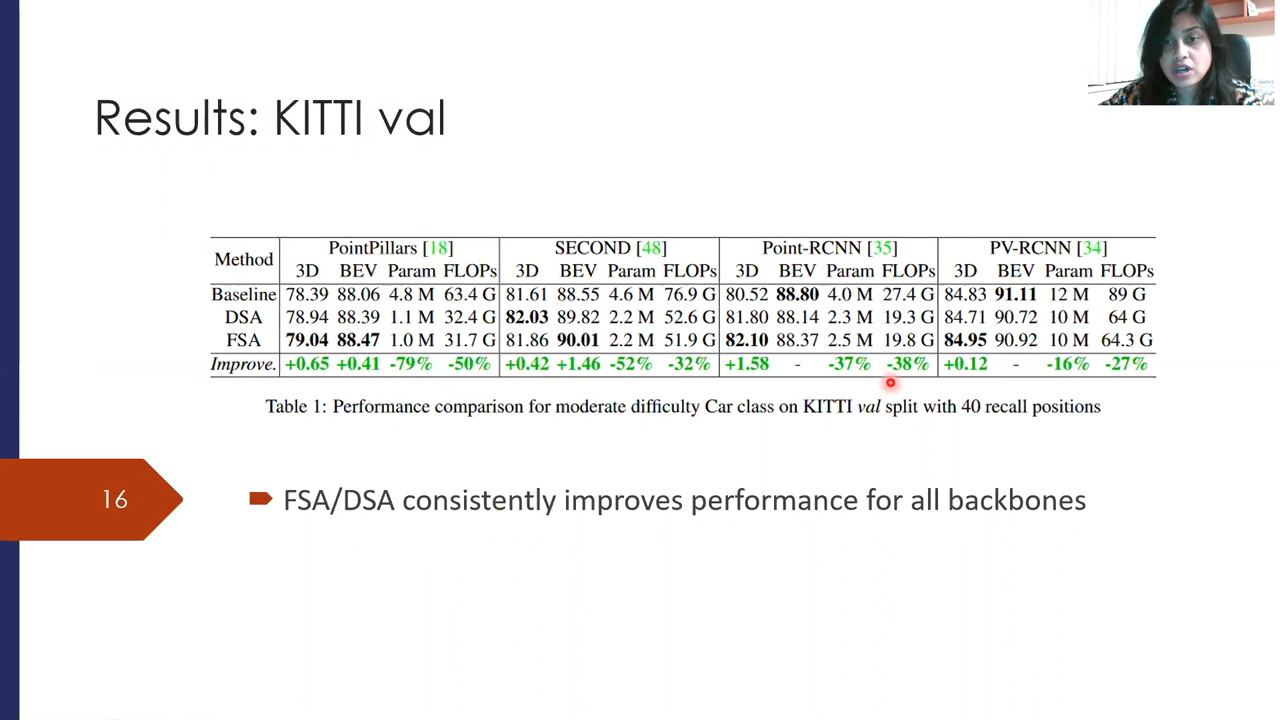 Results: KITTI val
Method PointPillars [18] SECOND [48] Point-RCNN [35] PV-RCNN [34]
3D BEV Param FLOPs 3D BEV Param FLOPs 3D BEV Param FLOPs 3D BEV Param FLOPs
Baseline 78.39 88.06 4.8 M 63.4 G 81.61 88.55 4.6 M 76.9 G 80.52 88.80 4.0 M 27.4 G 84.83 91.11 12 M 89 G
DSA 78.94 88.39 1.1 M 32.4 G 82.03 89.82 2.2 M 52.6 G 81.80 88.14 2.3 M 19.3 G 84.71 90.72 10 M 64 G
FSA 79.04 88.47 1.0 M 31.7 G 81.86 90.01 2.2 M 51.9 G 82.10 88.37 2.5 M 19.8 G 84.95 90.92 10 M 64.3 G
Improve. +0.65 +0.41 -79% -50% +0.42 +1.46 -52% -32% +1.58 - -37% -38% +0.12 - -16% -27%
Table 1: Performance comparison for moderate difficulty Car class on KITTI val split with 40 recall positions
16
FSA/DSA consistently improves performance for all backbones